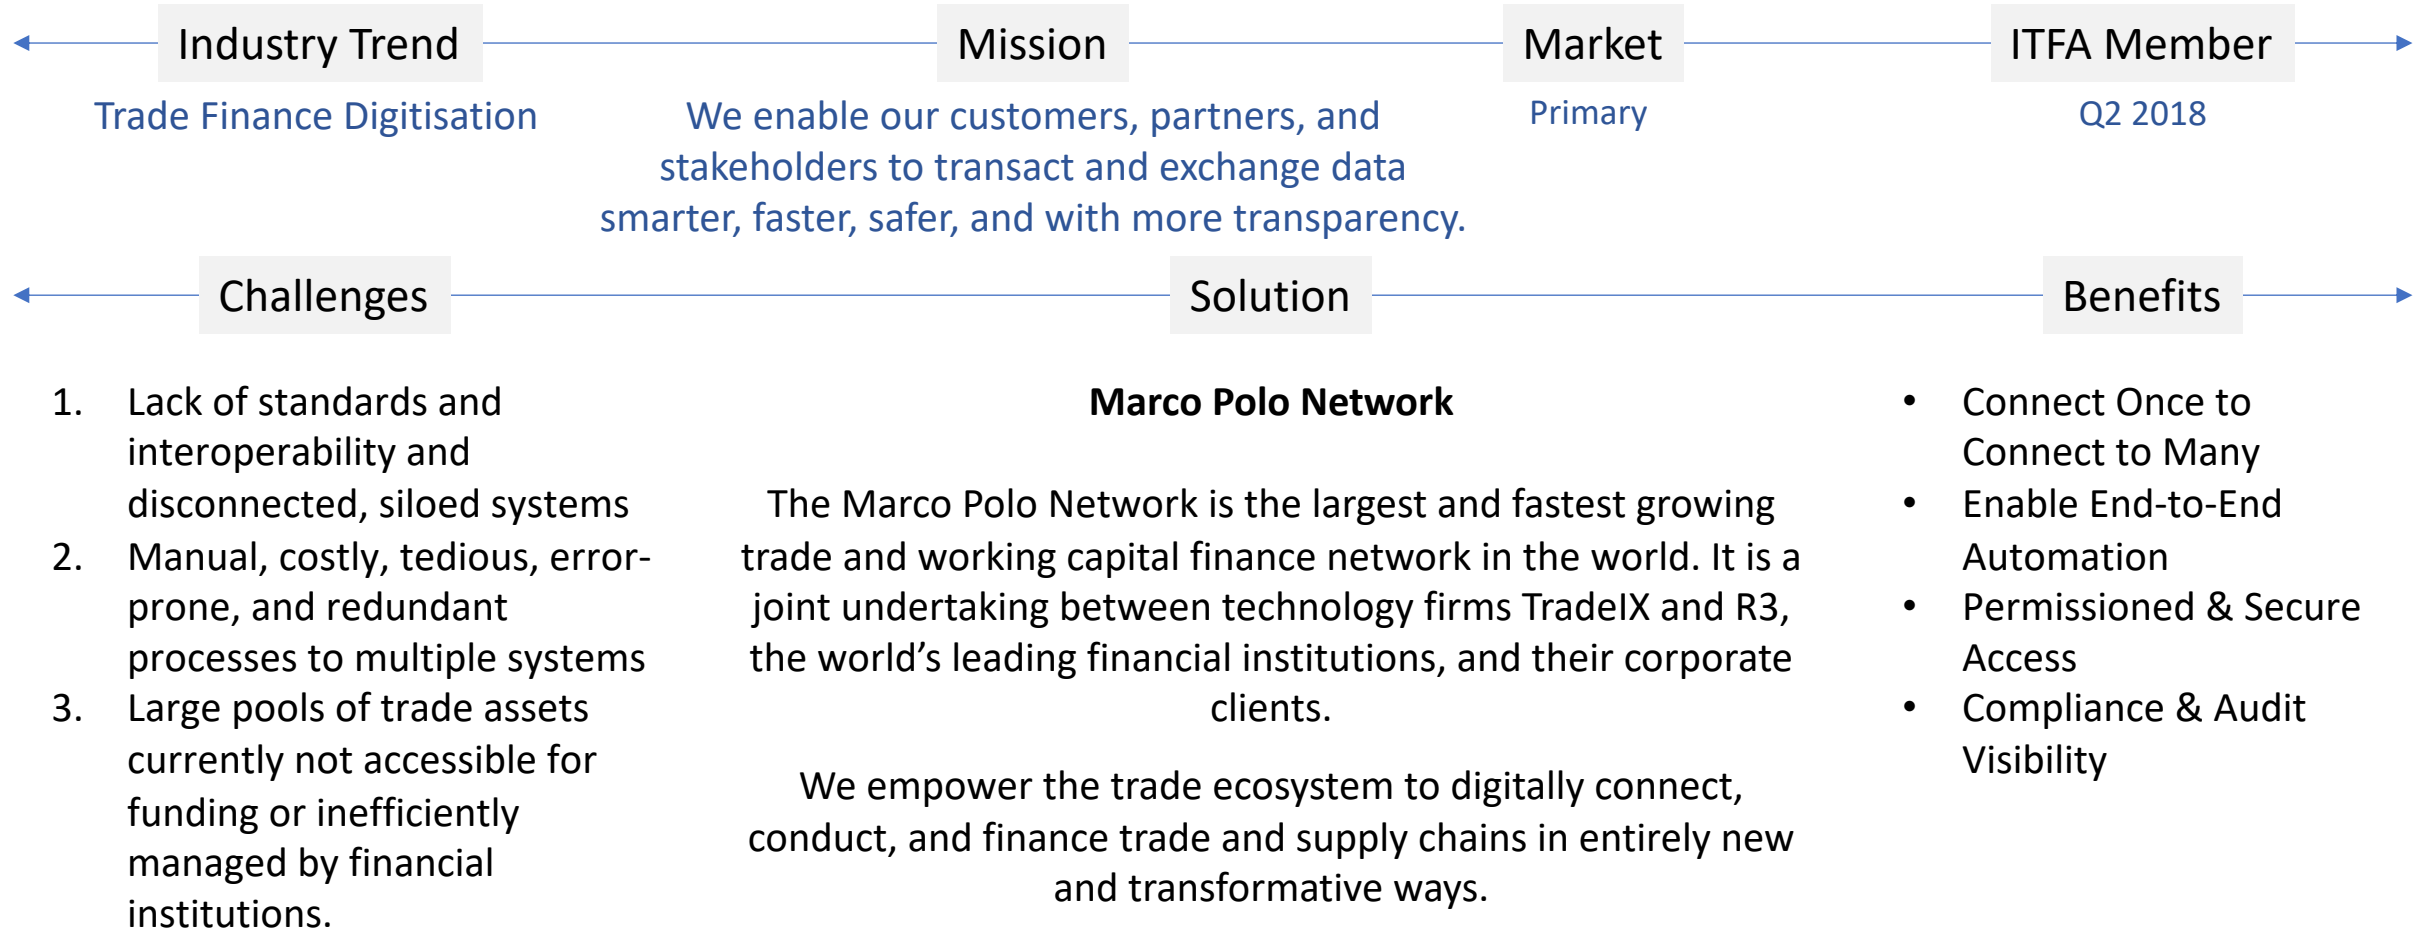 Industry Trend
Mission
Market
ITFA Member
Trade Finance Digitisation
We enable our customers, partners, and
stakeholders to transact and exchange data
smarter, faster, safer, and with more transparency.
Primary
Q2 2018
Challenges
Solution
Benefits
1. Lack of standards and
interoperability and
disconnected, siloed systems
2. Manual, costly, tedious, error-
prone, and redundant
processes to multiple systems
3. Large pools of trade assets
currently not accessible for
funding or inefficiently
managed by financial
institutions.
Marco Polo Network
The Marco Polo Network is the largest and fastest growing
trade and working capital finance network in the world. It is a
joint undertaking between technology firms TradeIX and R3,
the world’s leading financial institutions, and their corporate
clients.
We empower the trade ecosystem to digitally connect,
conduct, and finance trade and supply chains in entirely new
and transformative ways.
• Connect Once to
Connect to Many
• Enable End-to-End
Automation
• Permissioned & Secure
Access
• Compliance & Audit
Visibility